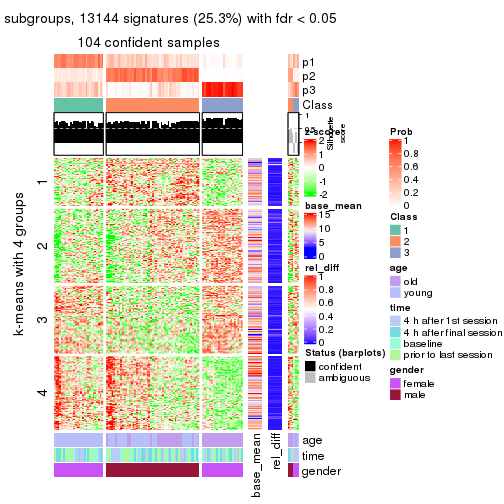 subgroups, 13144 signatures (25.3%) with fdr < 0.05
104 confident samples
p1
p2
p3
Class
1
Silhouette
score
z-score
2
1
0
-1
-2
k-means with 4 groups
1
2
3
4
base_mean
15
10
5
0
rel_diff
1
0.8
0.6
0.4
0.2
0
Status (barplots)
confident
ambiguous
Prob
1
0.8
0.6
0.4
0.2
0
Class
1
2
3
age
old
young
time
4 h after 1st session
4 h after final session
baseline
prior to last session
gender
female
male
age
time
gender
base_mean
rel_diff